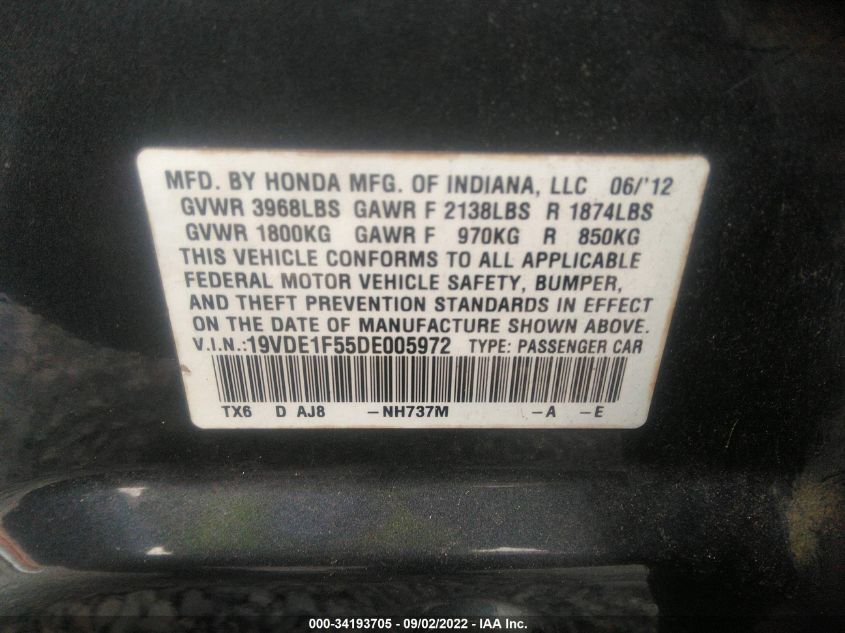 MFD. BY HONDA MFG. OF INDIANA, LLC 06/'12
GVWR 3968LBS GAWR F 2138LBS R 1874LBS
GVWR 1800KG GAWR F 970KG R 850KG
THIS VEHICLE CONFORMS TO ALL APPLICABLE
FEDERAL MOTOR VEHICLE SAFETY, BUMPER,
AND THEFT PREVENTION STANDARDS IN EFFECT
ON THE DATE OF MANUFACTURE SHOWN ABOVE.
V.I.N.:19VDE1F55DE005972 TYPE: PASSENGER CAR
TX6 D AJ8 -NH737M -A -E
000-34193705 - 09/02/2022 - IAA Inc.